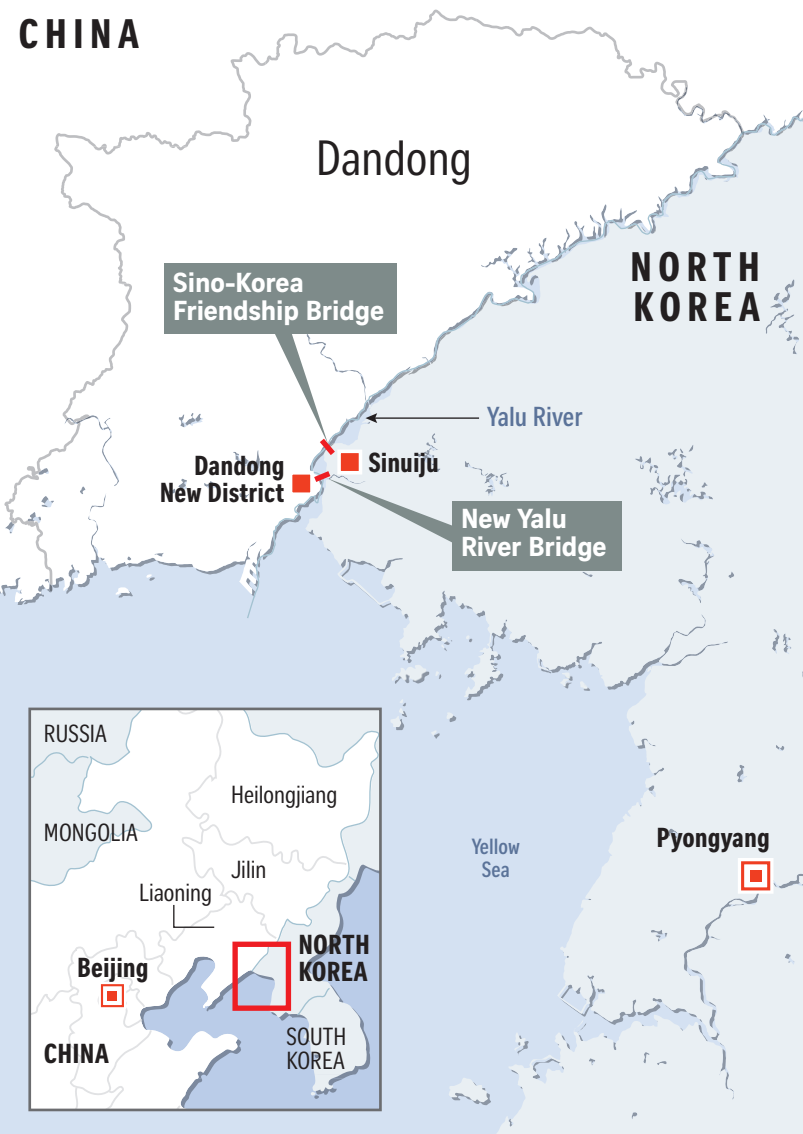 CHINA
Dandong
NORTH
KOREA
Sino-Korea
Friendship Bridge
Yalu River
Dandong
New District
Sinuiju
New Yalu
River Bridge
Yellow
Sea
Pyongyang
RUSSIA
MONGOLIA
Heilongjiang
Jilin
Liaoning
NORTH
KOREA
Beijing
CHINA
SOUTH
KOREA